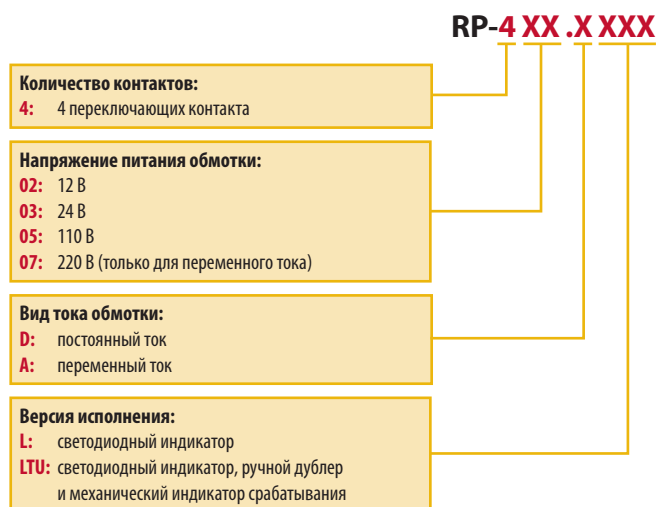 RP-4 XX .X XXX
Количество контактов:
4: 4 переключающих контакта
Напряжение питания обмотки:
02: 12 В
03: 24 В
05: 110 В
07: 220 В (только для переменного тока)
Вид тока обмотки:
D: постоянный ток
A: переменный ток
Версия исполнения:
L: светодиодный индикатор
LTU: светодиодный индикатор, ручной дублер
и механический индикатор срабатывания